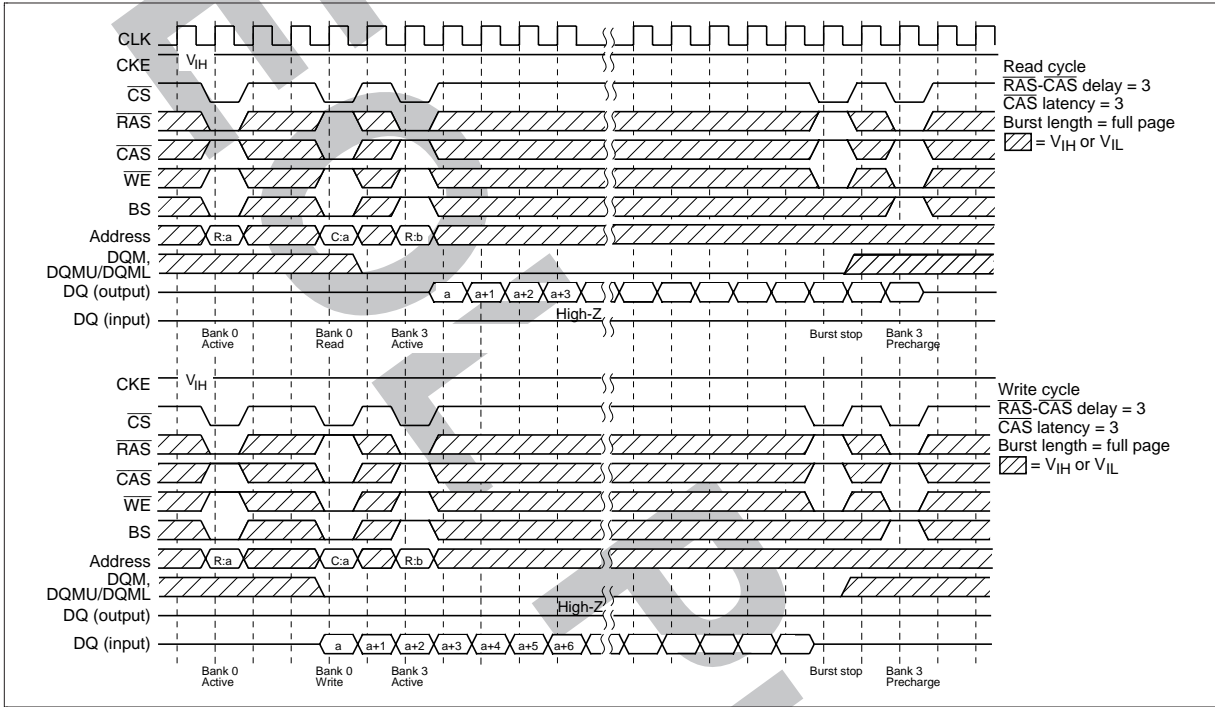 CLK
CKE VIH
CS
RAS
CAS
WE
BS
Address R:a C:a R:b
DQM,
DQMU/DQML
DQ (output) a a+1 a+2 a+3
DQ (input) High-Z
Bank 0 Active
Bank 0 Read
Bank 3 Active
Burst stop
Bank 3 Precharge
Read cycle
RAS-CAS delay = 3
CAS latency = 3
Burst length = full page
= VIH or VIL
CKE VIH
CS
RAS
CAS
WE
BS
Address R:a C:a R:b
DQM,
DQMU/DQML
DQ (output) High-Z
DQ (input) a a+1 a+2 a+3 a+4 a+5 a+6
Bank 0 Active
Bank 0 Write
Bank 3 Active
Burst stop
Bank 3 Precharge
Write cycle
RAS-CAS delay = 3
CAS latency = 3
Burst length = full page
= VIH or VIL